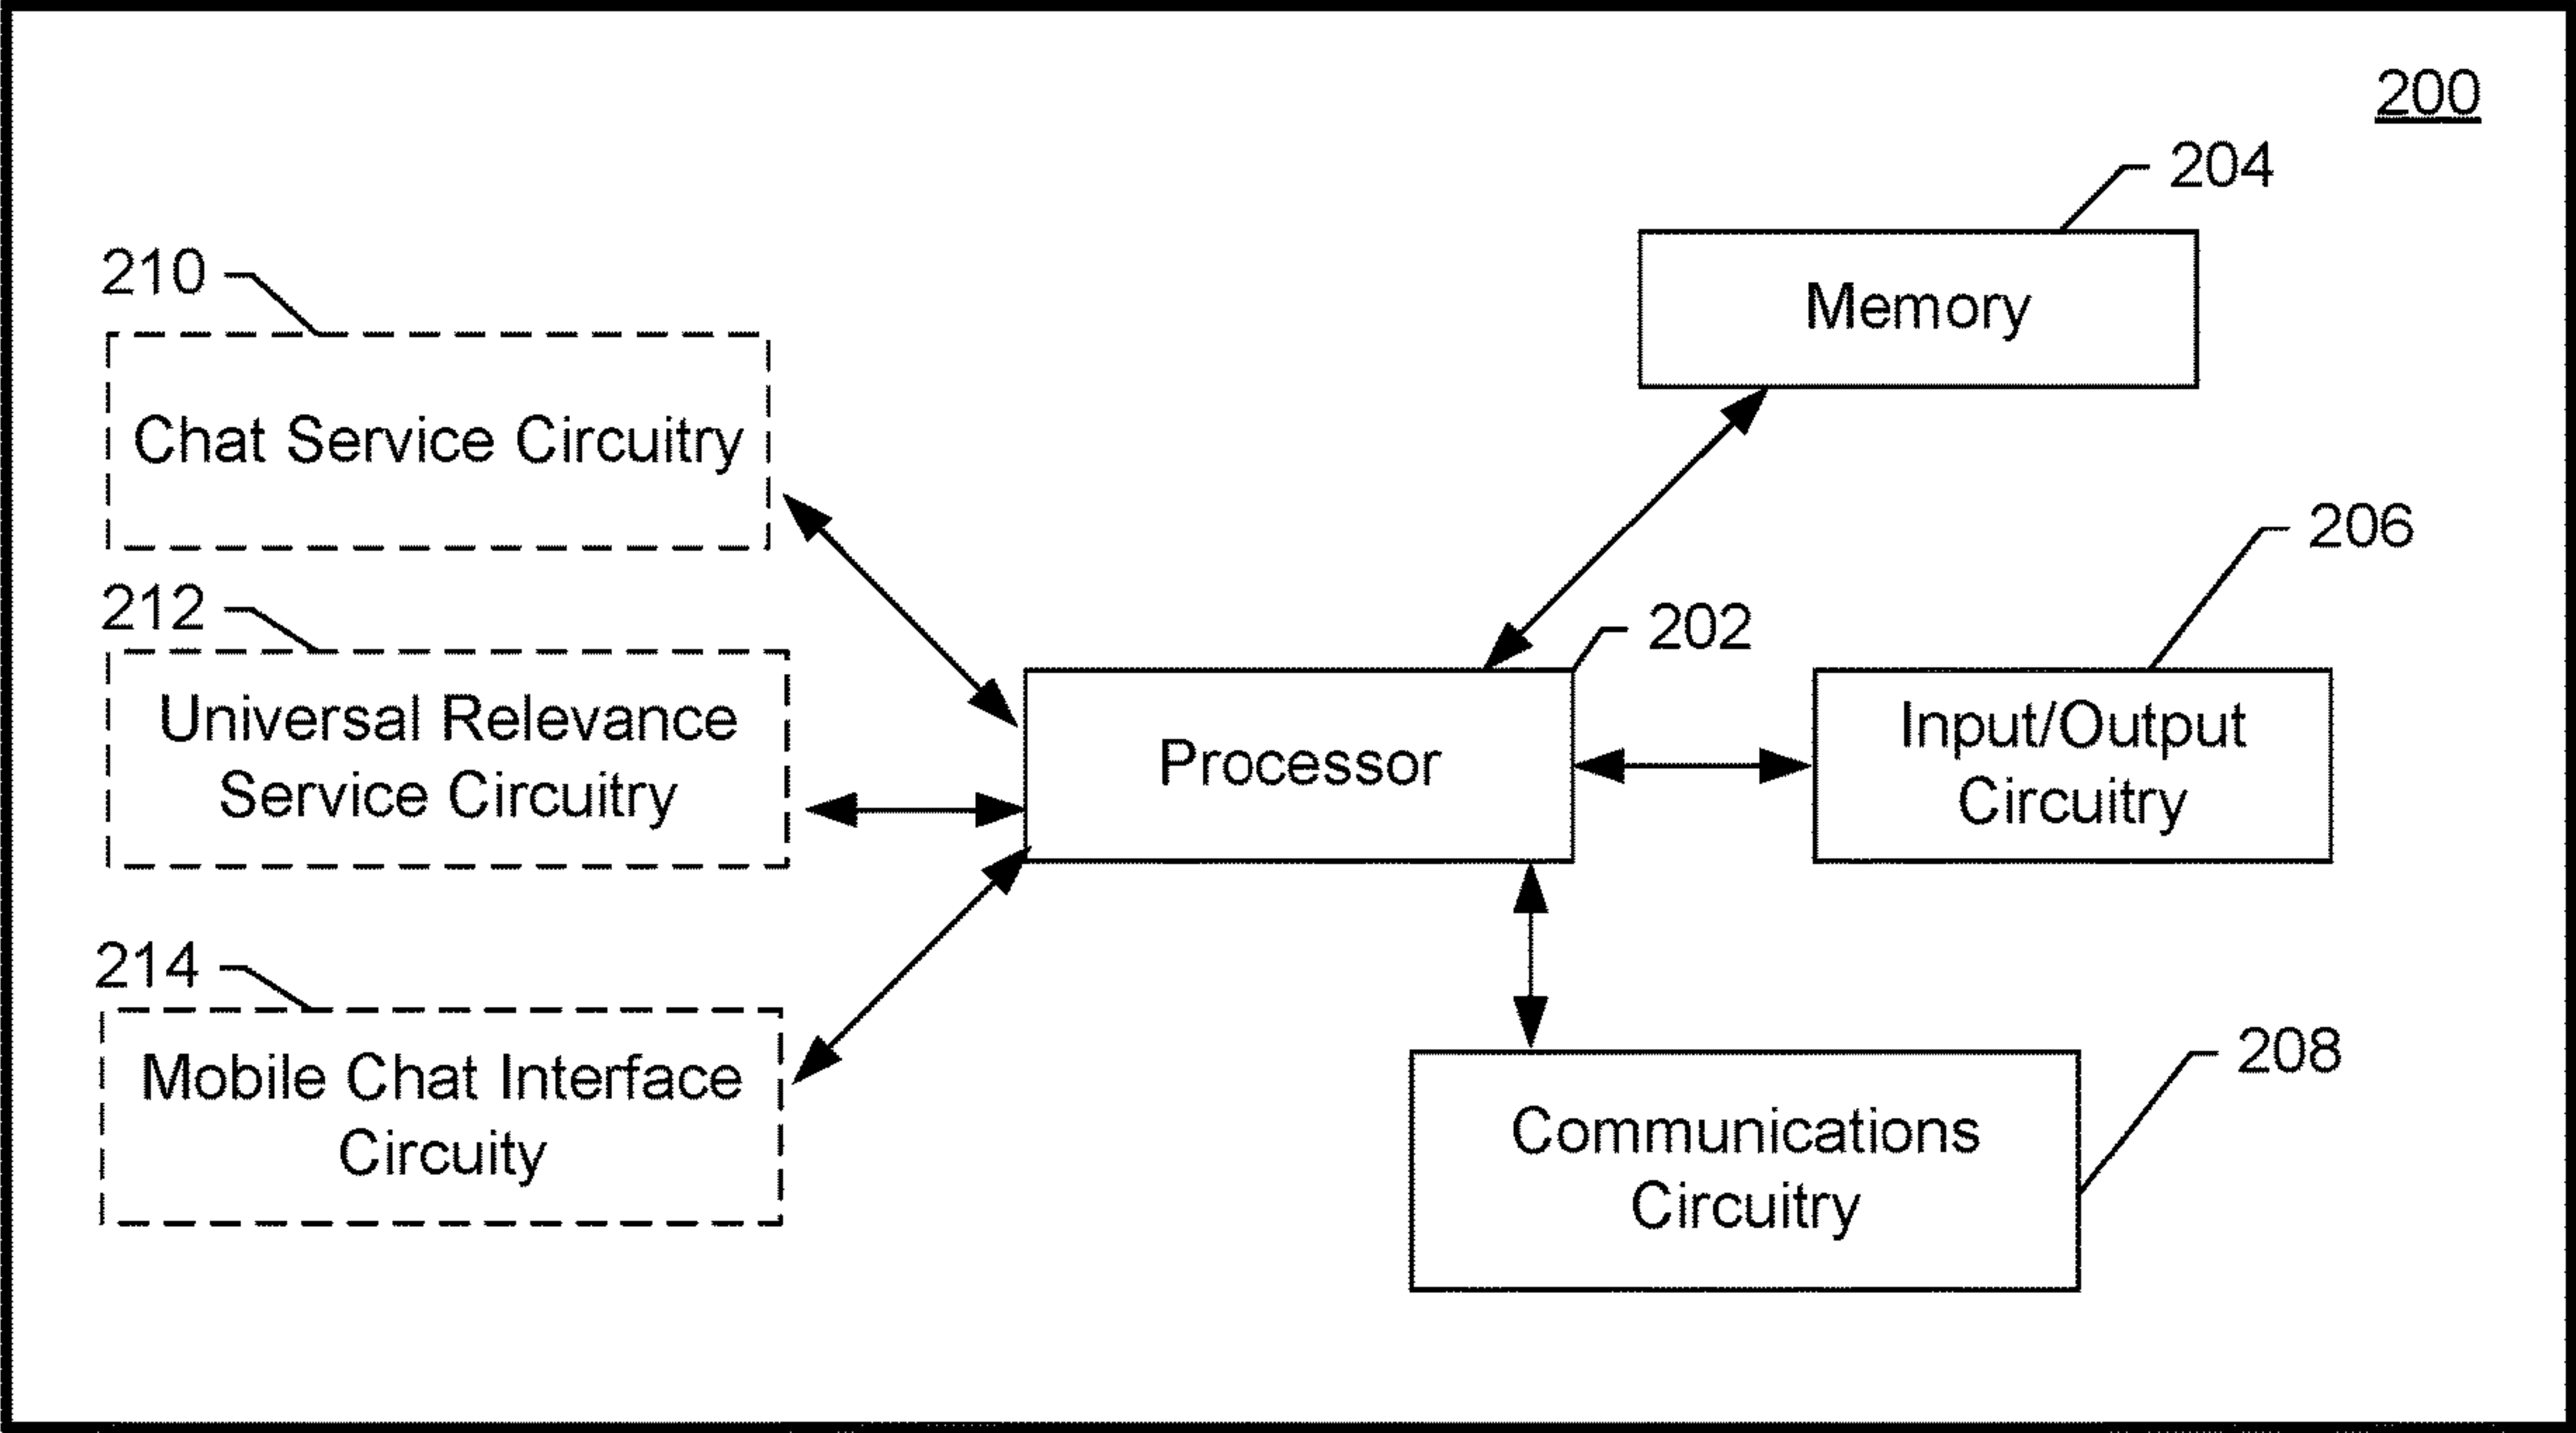 200
204
Memory
210
Chat Service Circuitry
206
212
202
Universal Relevance
Service Circuitry
Processor
Input/Output
Circuitry
214
Mobile Chat Interface
Circuity
208
Communications
Circuitry